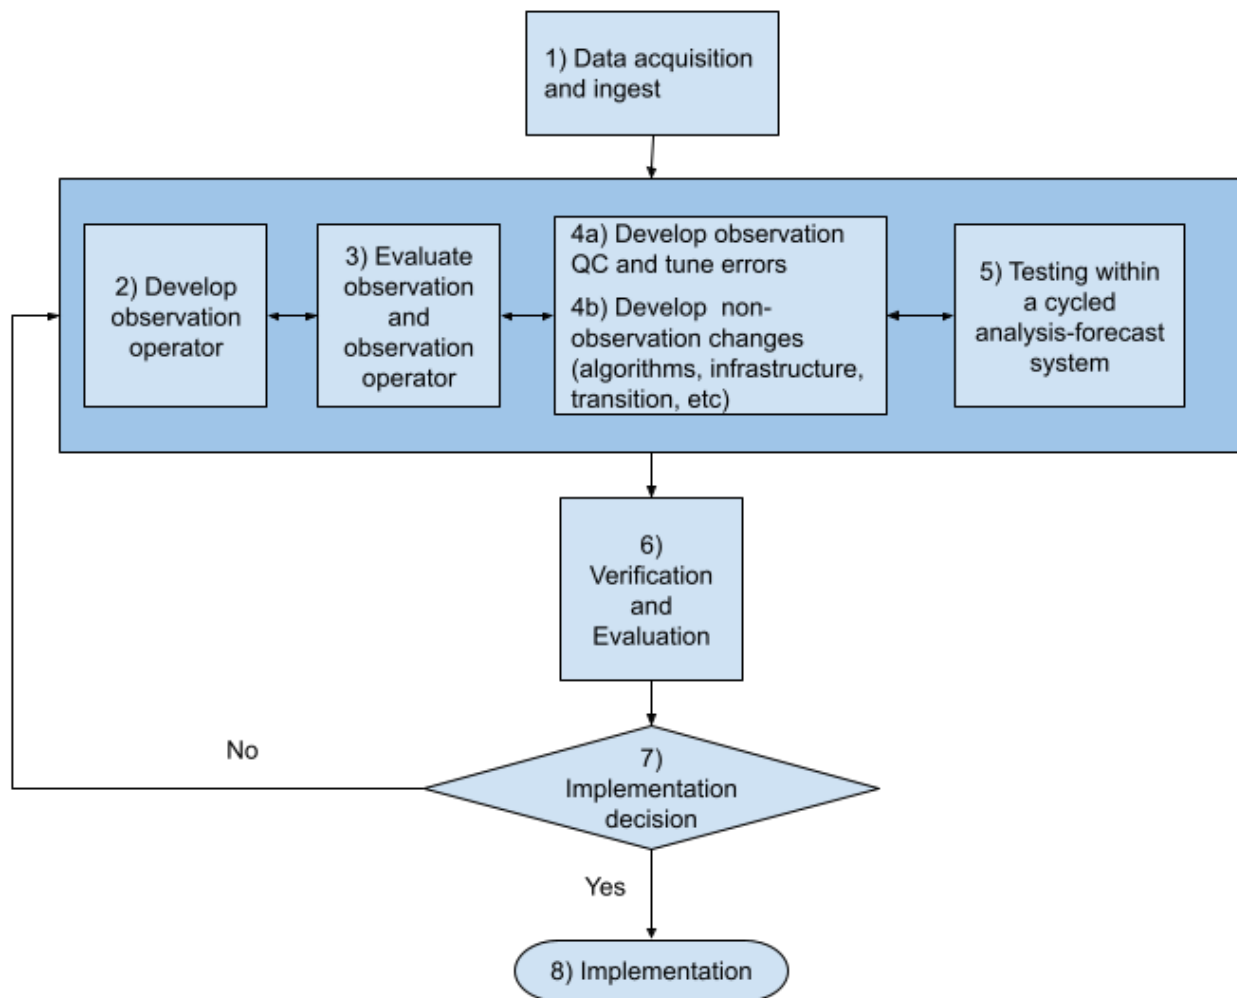 1) Data acquisition
and ingest
2) Develop
observation
operator
3) Evaluate
observation
and
observation
operator
4a) Develop observation
QC and tune errors
4b) Develop  non-
observation changes
(algorithms, infrastructure,
transition, etc)
5) Testing within
a cycled
analysis-forecast
system
6)
Verification
and
Evaluation
7)
Implementation
decision
No
Yes
8) Implementation